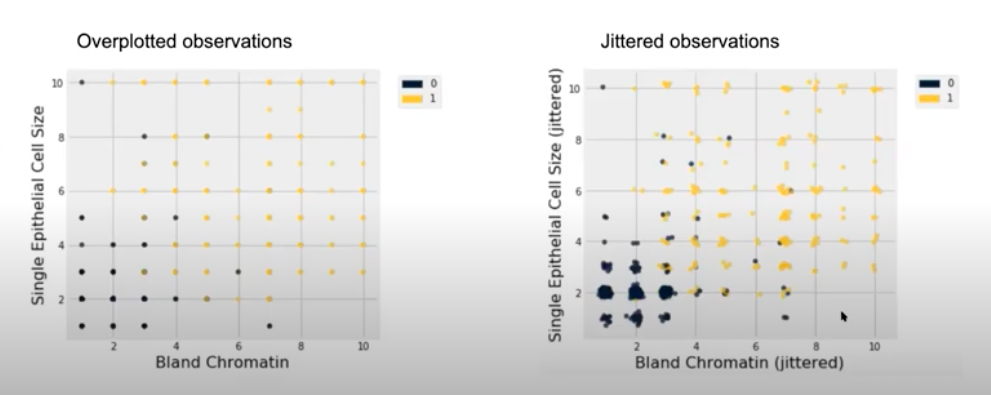 Overplotted observations
Single Epithelial Cell Size
10
8
6
4
2
2 4 6 8 10
Bland Chromatin
0
1
Jittered observations
Single Epithelial Cell Size (jittered)
10
8
6
4
2
2 4 6 8 10
Bland Chromatin (jittered)
0
1